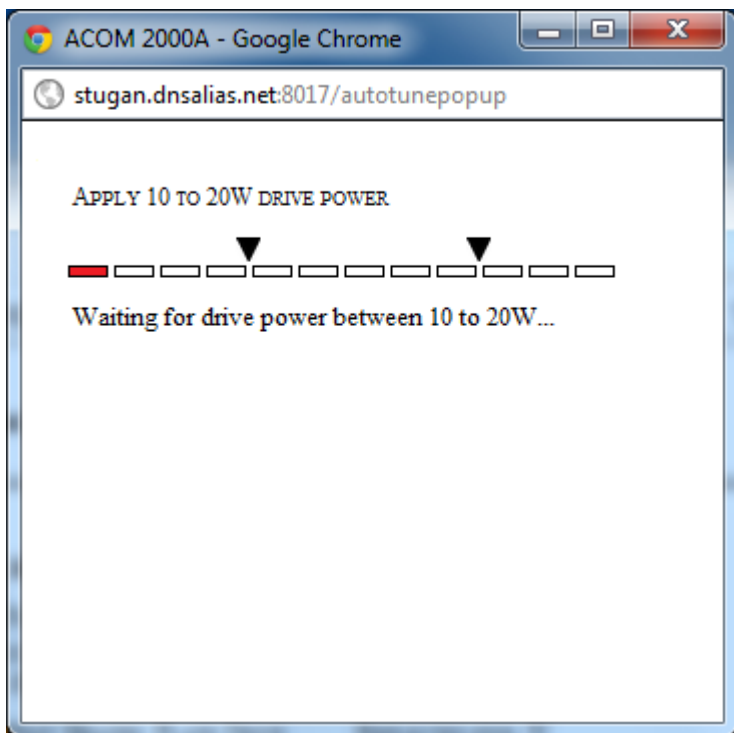 ACOM 2000A - Google Chrome
stugan.dnsalias.net:8017/autotunepopup
APPLY 10 TO 20W DRIVE POWER
Waiting for drive power between 10 to 20W...